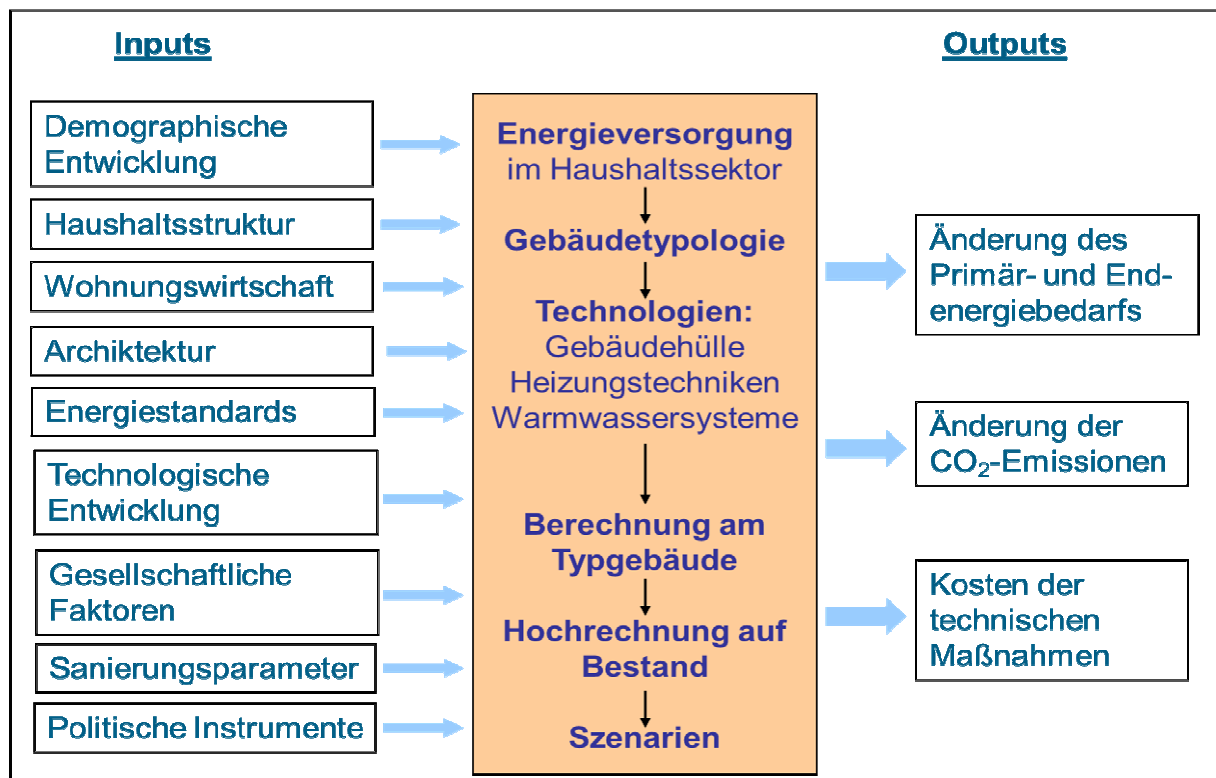 Inputs
Demographische
Entwicklung
Haushaltsstruktur
Wohnungswirtschaft
Archiktektur
Energiestandards
Technologische
Entwicklung
Gesellschaftliche
Faktoren
Sanierungsparameter
Politische Instrumente
Energieversorgung
im Haushaltssektor
Gebäudetypologie
Technologien:
Gebäudehülle
Heizungstechniken
Warmwassersysteme
Berechnung am
Typgebäude
Hochrechnung auf
Bestand
Szenarien
Outputs
Änderung des
Primär- und End-
energiebedarfs
Änderung der
CO₂-Emissionen
Kosten der
technischen
Maßnahmen